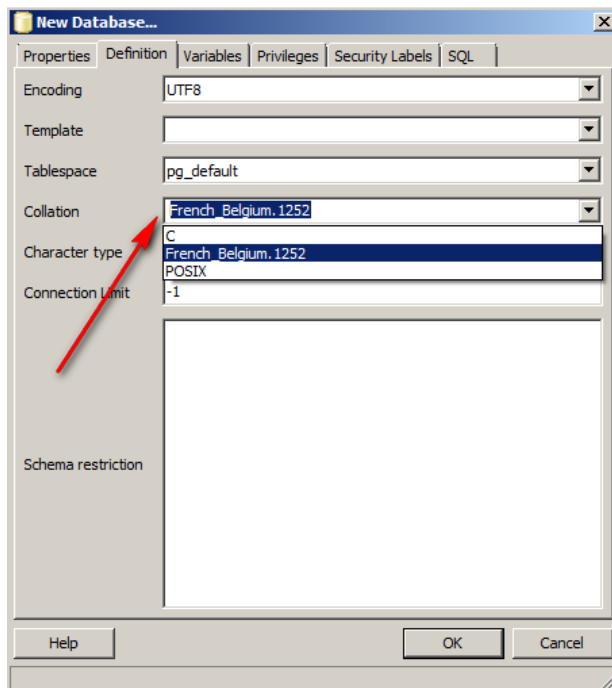 New Database...
Properties Definition Variables Privileges Security Labels SQL
Encoding UTF8
Template
Tablespace pg_default
Collation French_Belgium.1252
C
Character type French_Belgium.1252
POSIX
Connection Limit -1
Schema restriction
Help OK Cancel